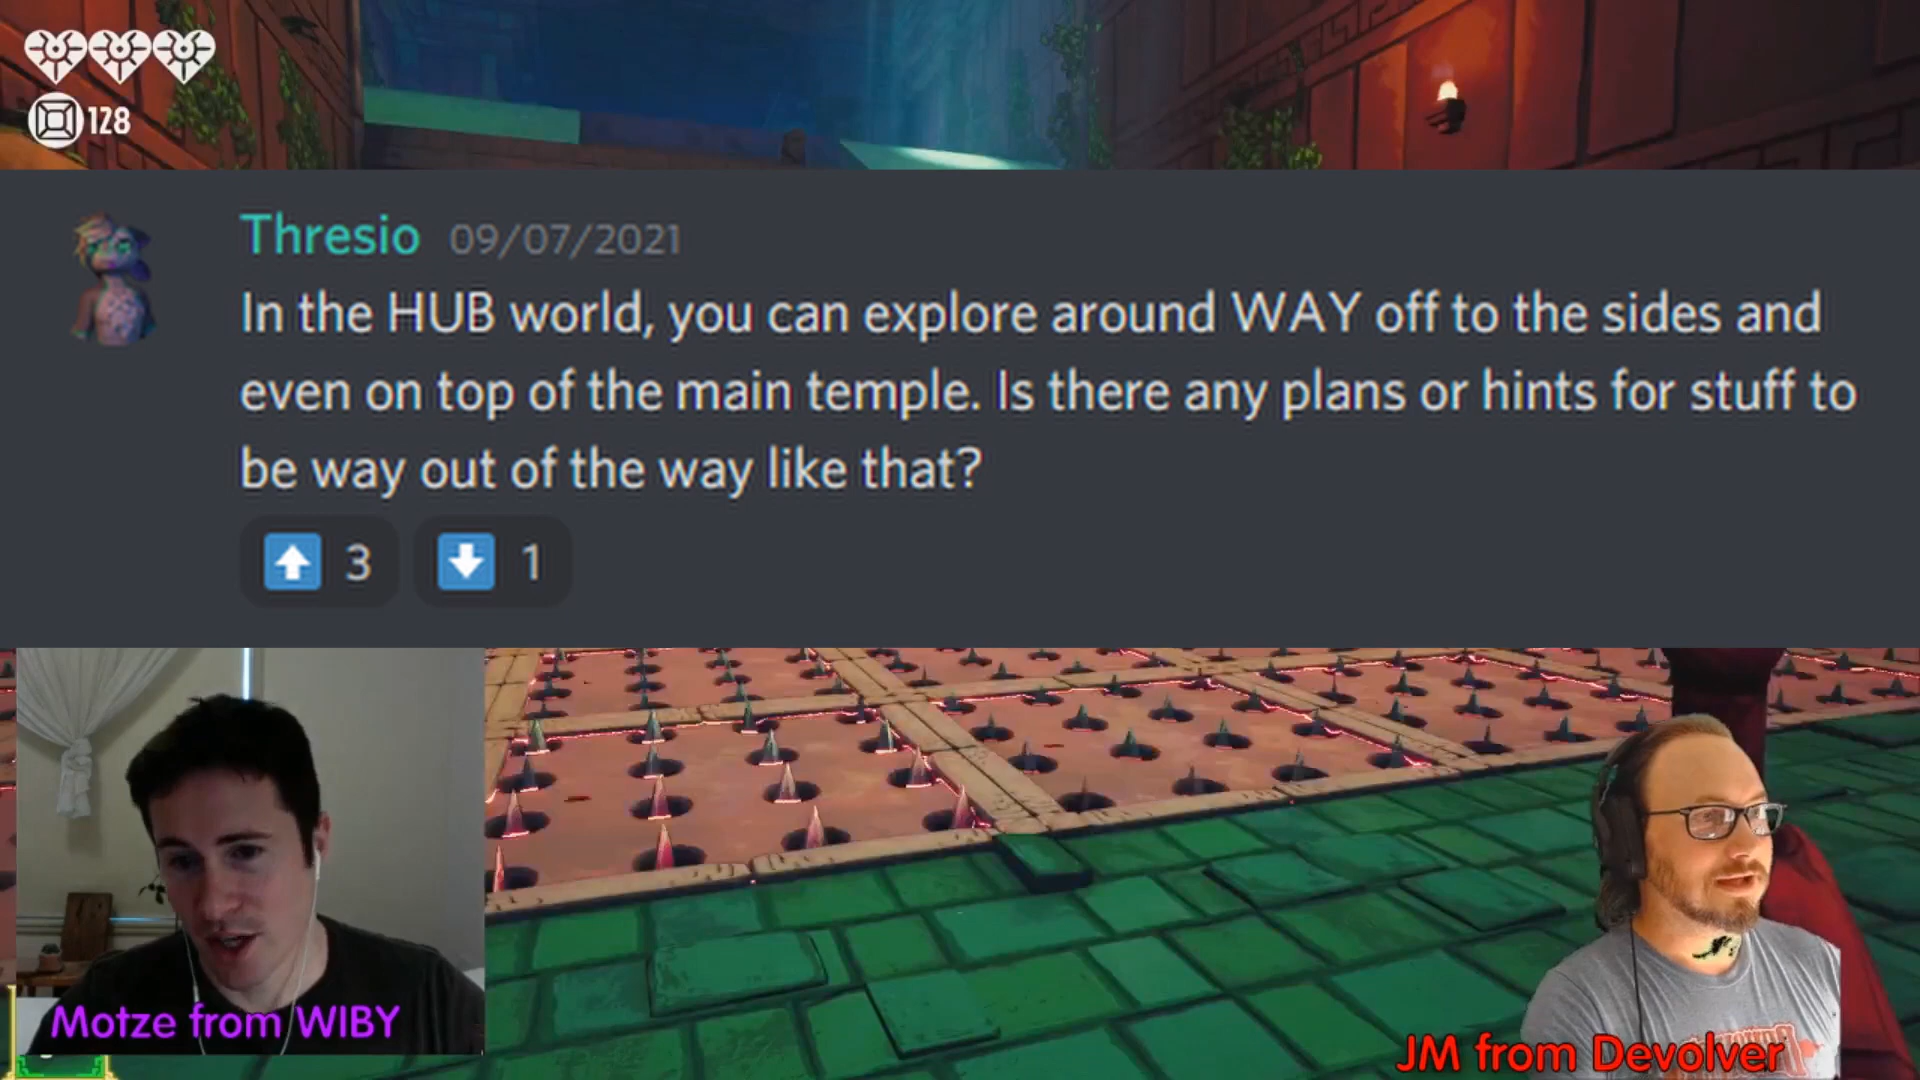 128
Thresio 09/07/2021
In the HUB world, you can explore around WAY off to the sides and
even on top of the main temple. Is there any plans or hints for stuff to
be way out of the way like that?
3 1
Motze from WIBY
JM from Devolver